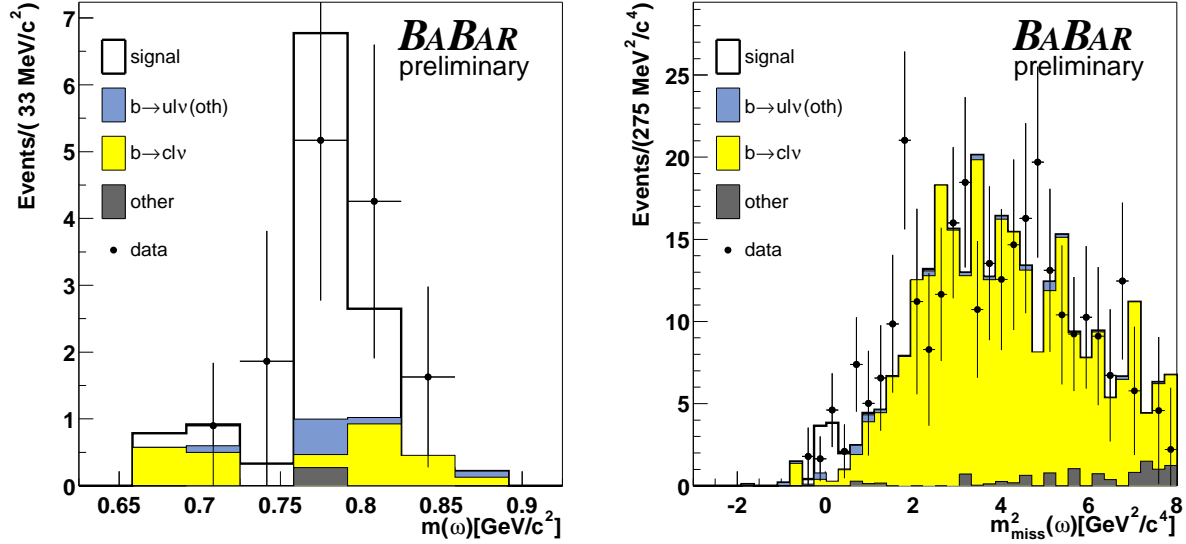 Events/( 33 MeV/c²)
7
6
5
4
3
2
1
0
BABAR
preliminary
signal
b→ulν(oth)
b→clν
other
data
0.65 0.7 0.75 0.8 0.85 0.9
m(ω)[GeV/c²]
Events/(275 MeV²/c⁴)
25
20
15
10
5
0
BABAR
preliminary
signal
b→ulν(oth)
b→clν
other
data
-2 0 2 4 6 8
m²miss(ω)[GeV²/c⁴]